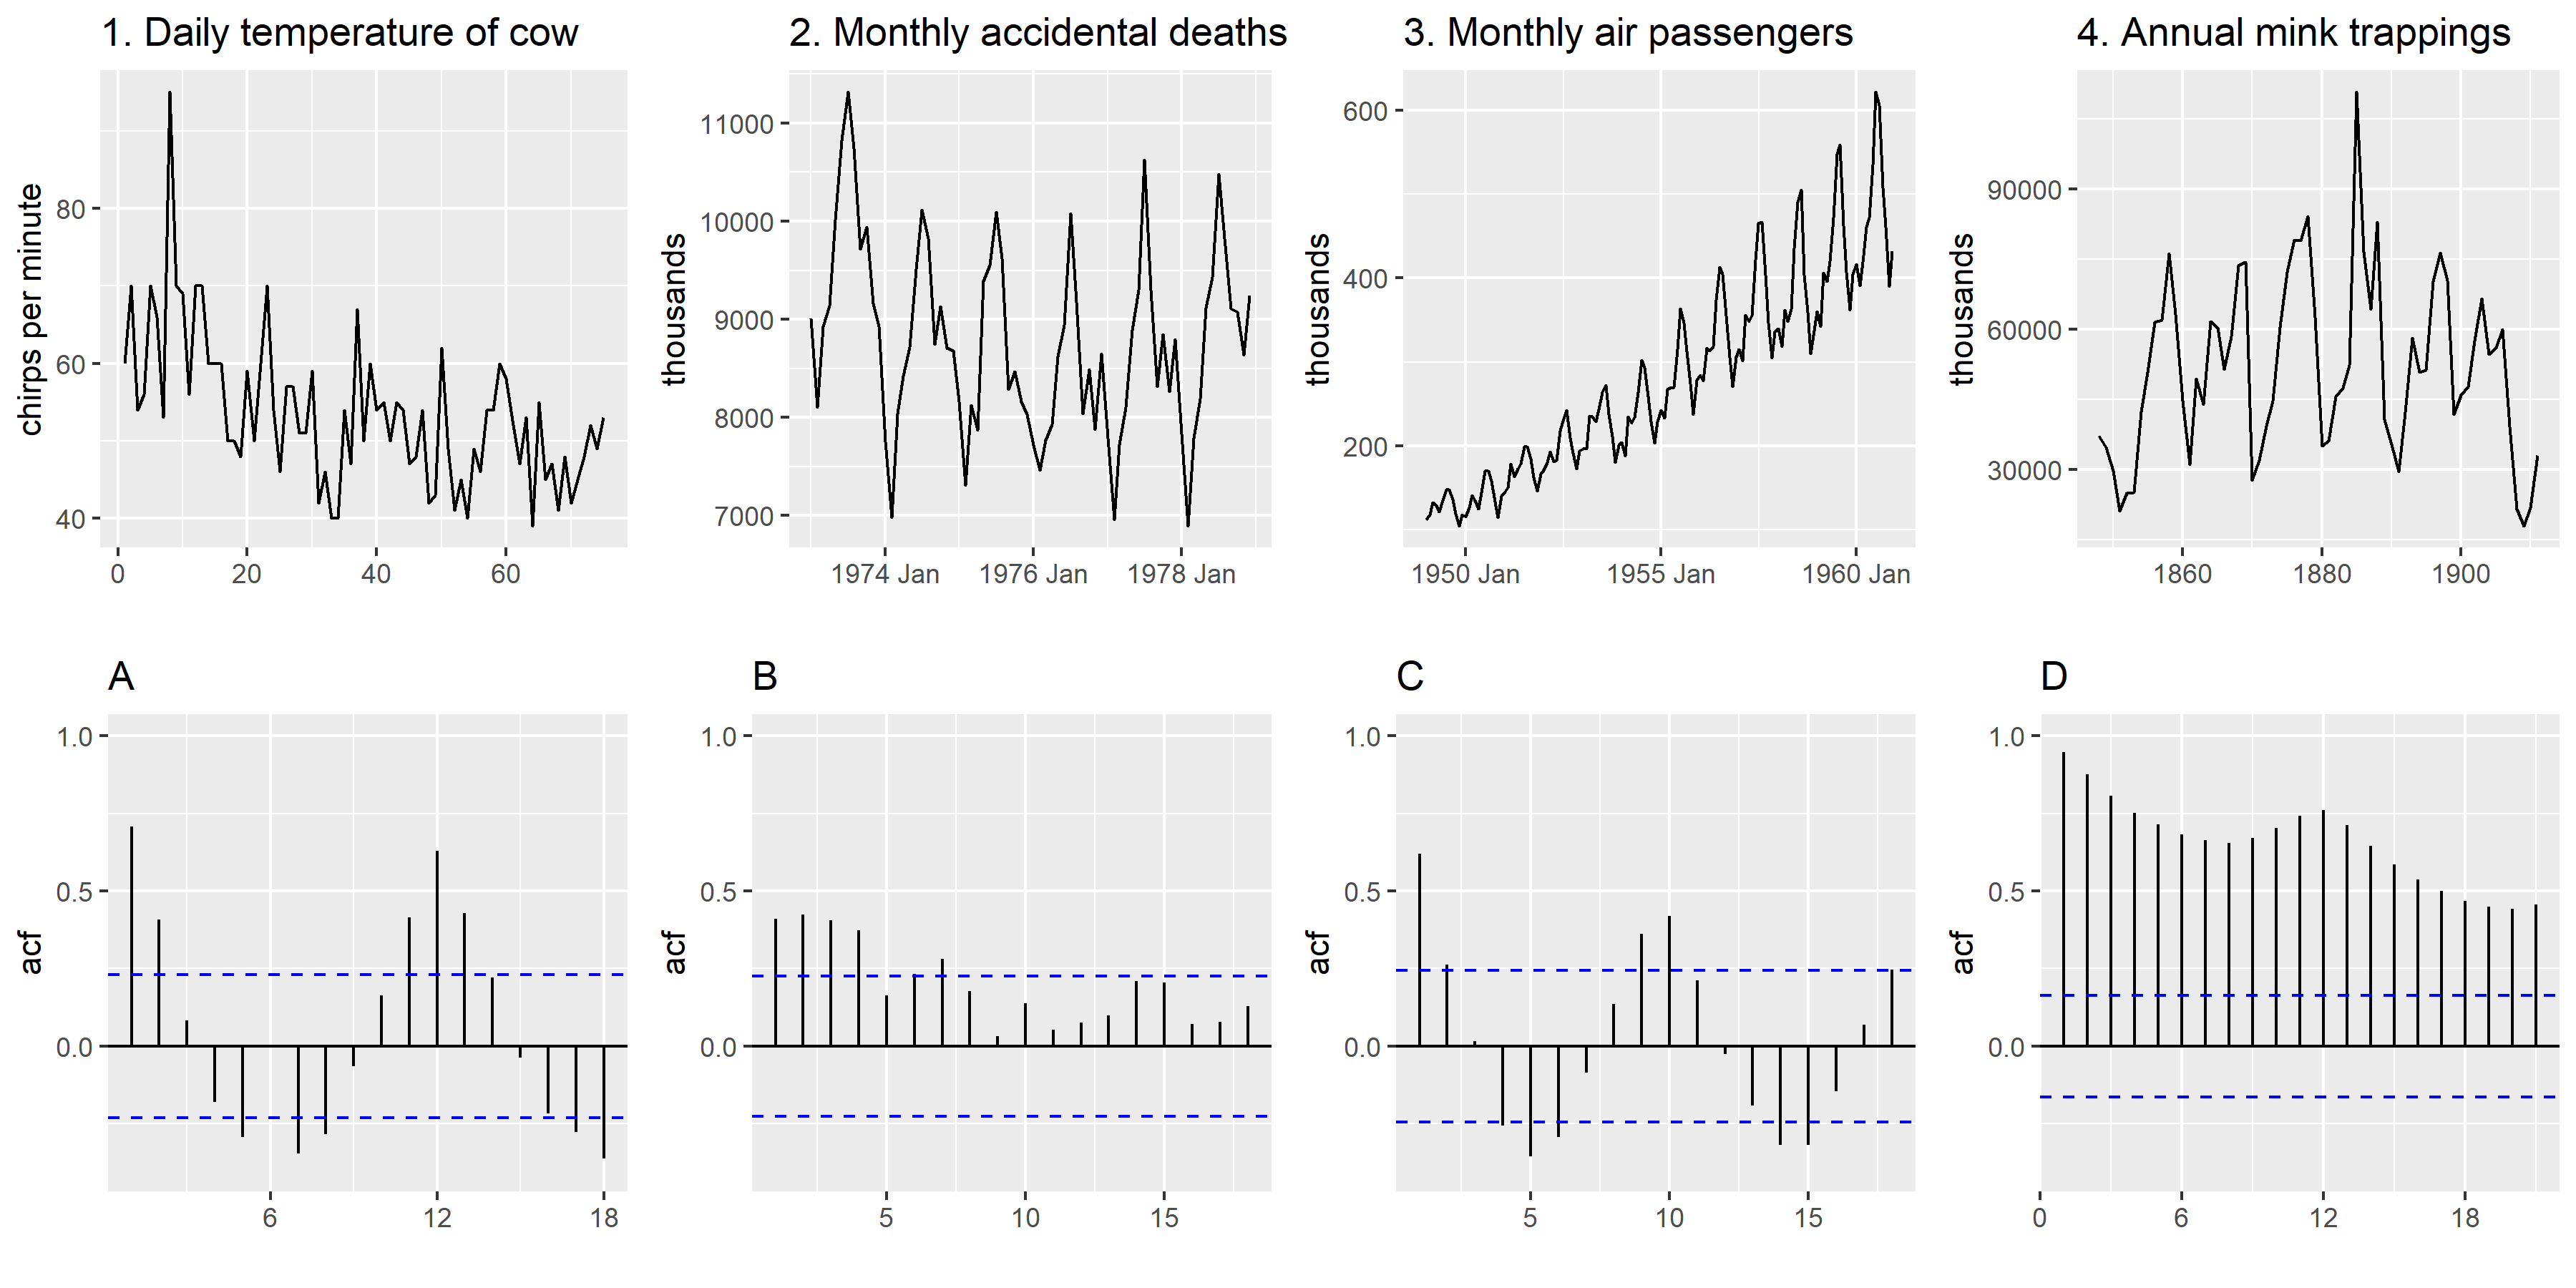 1. Daily temperature of cow
chirps per minute
80
60
40
0 20 40 60
2. Monthly accidental deaths
thousands
11000
10000
9000
8000
7000
1974 Jan 1976 Jan 1978 Jan
3. Monthly air passengers
thousands
600
400
200
1950 Jan 1955 Jan 1960 Jan
4. Annual mink trappings
thousands
90000
60000
30000
1860 1880 1900
A
acf
1.0
0.5
0.0
6 12 18
B
acf
1.0
0.5
0.0
5 10 15
C
acf
1.0
0.5
0.0
5 10 15
D
acf
1.0
0.5
0.0
0 6 12 18